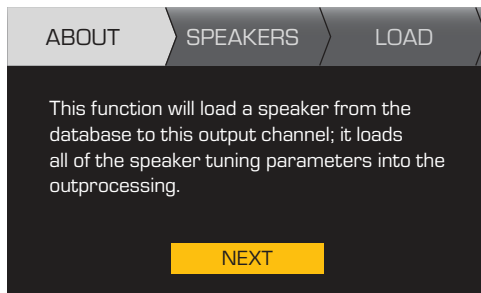 ABOUT SPEAKERS LOAD
This function will load a speaker from the
database to this output channel; it loads
all of the speaker tuning parameters into the
outprocessing.
NEXT